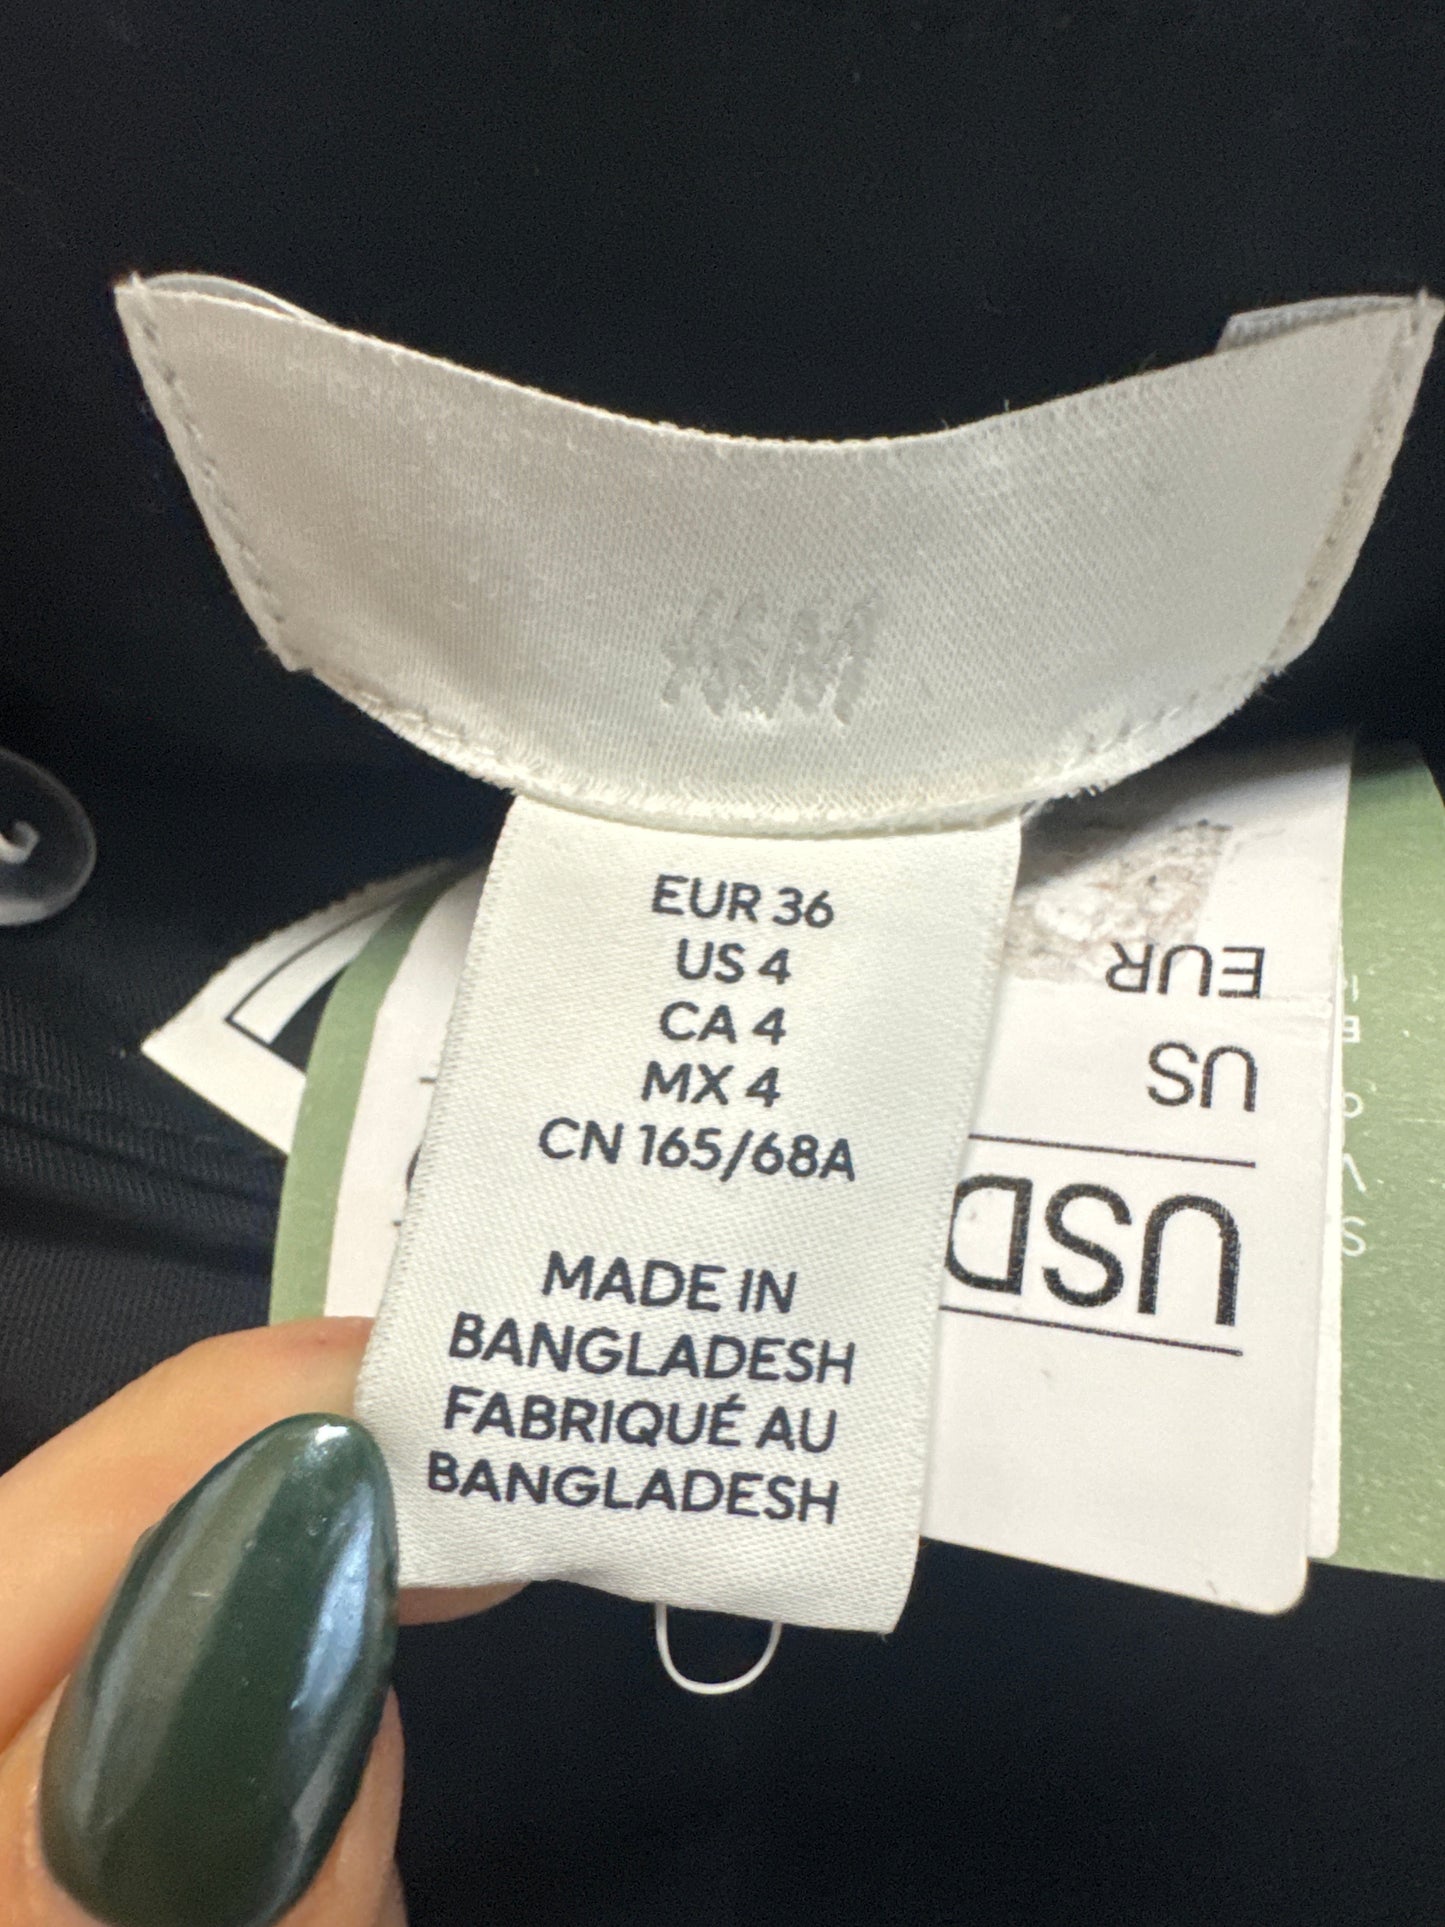 H&M
EUR 36
US 4
CA 4
MX 4
CN 165/68A
MADE IN
BANGLADESH
FABRIQUÉ AU
BANGLADESH
EUR
US
USD